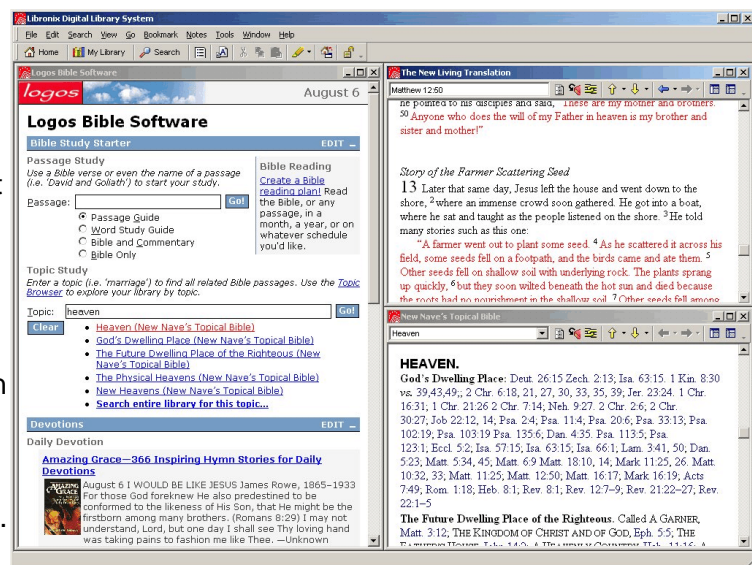 Libronix Digital Library System
File Edit Search View Go Bookmark Notes Tools Window Help
Home My Library Search
Logos Bible Software
logos August 6
Logos Bible Software
Bible Study Starter EDIT
Passage Study
Use a Bible verse or even the name of a passage
(i.e. 'David and Goliath') to start your study.
Passage: Go!
Passage Guide
Word Study Guide
Bible and Commentary
Bible Only
Bible Reading
Create a Bible
reading plan! Read
the Bible, or any
passage, in a
month, a year, or on
whatever schedule
you'd like.
Topic Study
Enter a topic (i.e. 'marriage') to find all related Bible passages. Use the Topic
Browser to explore your library by topic.
Topic: heaven Go!
Clear
• Heaven (New Nave's Topical Bible)
• God's Dwelling Place (New Nave's Topical Bible)
• The Future Dwelling Place of the Righteous (New
Nave's Topical Bible)
• The Physical Heavens (New Nave's Topical Bible)
• New Heavens (New Nave's Topical Bible)
• Search entire library for this topic...
Devotions EDIT
Daily Devotion
Amazing Grace—366 Inspiring Hymn Stories for Daily
Devotions
AMAZING
GRACE
August 6 I WOULD BE LIKE JESUS James Rowe, 1865–1933
For those God foreknew He also predestined to be
conformed to the likeness of His Son, that He might be the
firstborn among many brothers. (Romans 8:29) I may not
understand, Lord, but one day I shall see Thy loving hand
was taking pains to fashion me like Thee. —Unknown
The New Living Translation
Matthew 12:50
he pointed to his disciples and said, "These are my mother and brothers.
50 Anyone who does the will of my Father in heaven is my brother and
sister and mother!"
Story of the Farmer Scattering Seed
13 Later that same day, Jesus left the house and went down to the
shore, 2 where an immense crowd soon gathered. He got into a boat,
where he sat and taught as the people listened on the shore. 3 He told
many stories such as this one:
"A farmer went out to plant some seed. 4 As he scattered it across his
field, some seeds fell on a footpath, and the birds came and ate them. 5
Other seeds fell on shallow soil with underlying rock. The plants sprang
up quickly, 6 but they soon wilted beneath the hot sun and died because
the roots had no nourishment in the shallow soil. 7 Other seeds fell among
New Nave's Topical Bible
Heaven
HEAVEN.
God's Dwelling Place: Deut. 26:15 Zech. 2:13; Isa. 63:15. 1 Kin. 8:30
vs. 39,43,49;; 2 Chr. 6:18, 21, 27, 30, 33, 35, 39; Jer. 23:24. 1 Chr.
16:31; 1 Chr. 21:26 2 Chr. 7:14; Neh. 9:27. 2 Chr. 2:6; 2 Chr.
30:27; Job 22:12, 14; Psa. 2:4; Psa. 11:4; Psa. 20:6; Psa. 33:13; Psa.
102:19; Psa. 103:19 Psa. 135:6; Dan. 4:35. Psa. 113:5; Psa.
123:1; Eccl. 5:2; Isa. 57:15; Isa. 63:15; Isa. 66:1; Lam. 3:41, 50; Dan.
5:23; Matt. 5:34, 45; Matt. 6:9 Matt. 18:10, 14; Mark 11:25, 26. Matt.
10:32, 33; Matt. 11:25; Matt. 12:50; Matt. 16:17; Mark 16:19; Acts
7:49; Rom. 1:18; Heb. 8:1; Rev. 8:1; Rev. 12:7–9; Rev. 21:22–27; Rev.
22:1–5
The Future Dwelling Place of the Righteous. Called A GARNER,
Matt. 3:12; THE KINGDOM OF CHRIST AND OF GOD, Eph. 5:5; THE